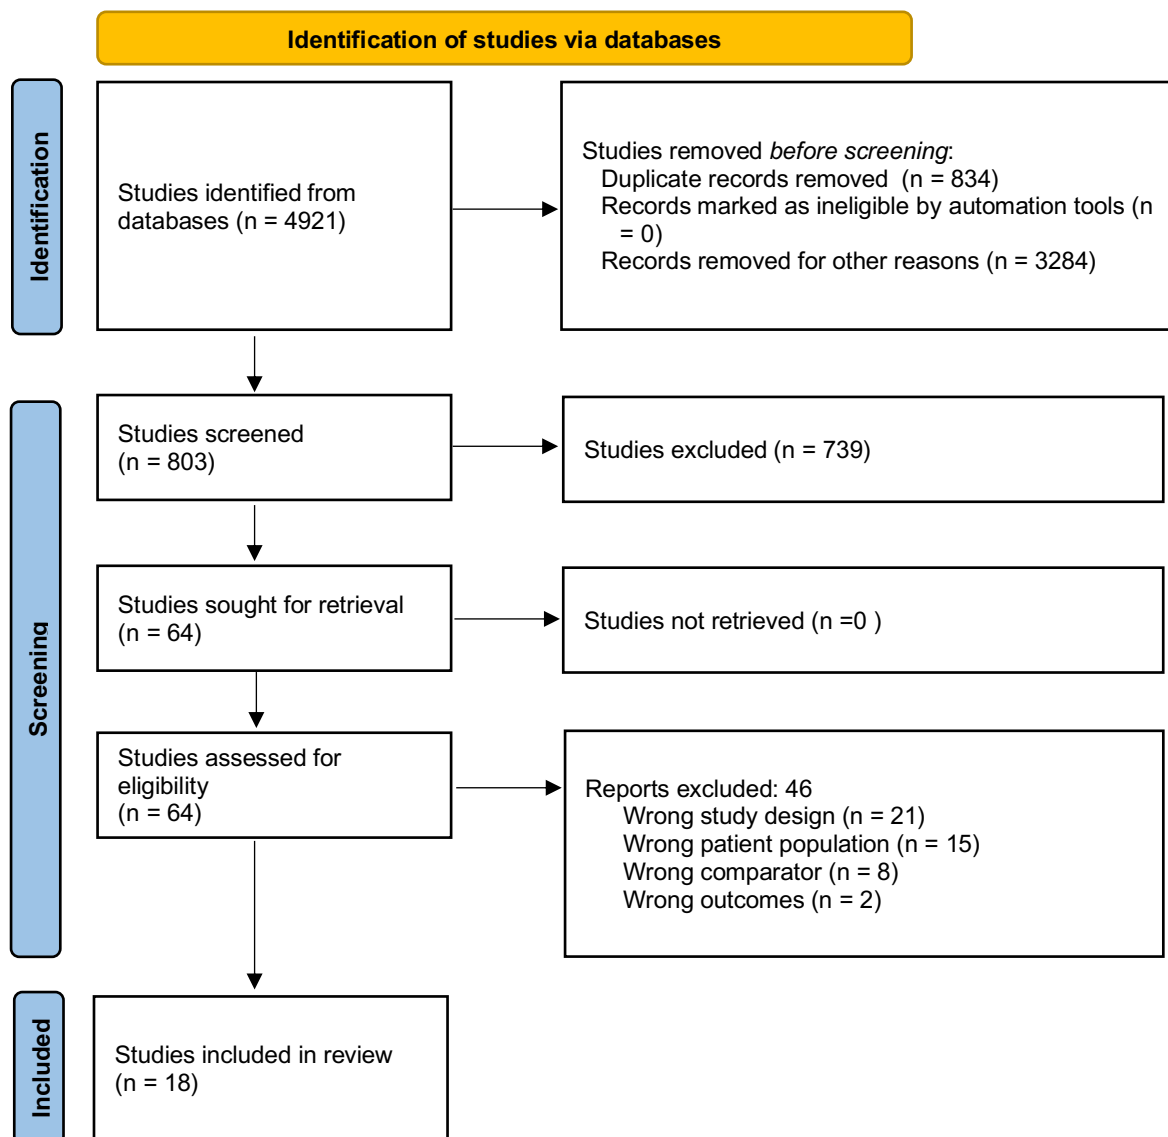 Identification of studies via databases
Identification
Studies identified from
databases (n = 4921)
Studies removed before screening:
Duplicate records removed  (n = 834)
Records marked as ineligible by automation tools (n
= 0)
Records removed for other reasons (n = 3284)
Screening
Studies screened
(n = 803)
Studies excluded (n = 739)
Studies sought for retrieval
(n = 64)
Studies not retrieved (n =0 )
Studies assessed for
eligibility
(n = 64)
Reports excluded: 46
Wrong study design (n = 21)
Wrong patient population (n = 15)
Wrong comparator (n = 8)
Wrong outcomes (n = 2)
Included
Studies included in review
(n = 18)